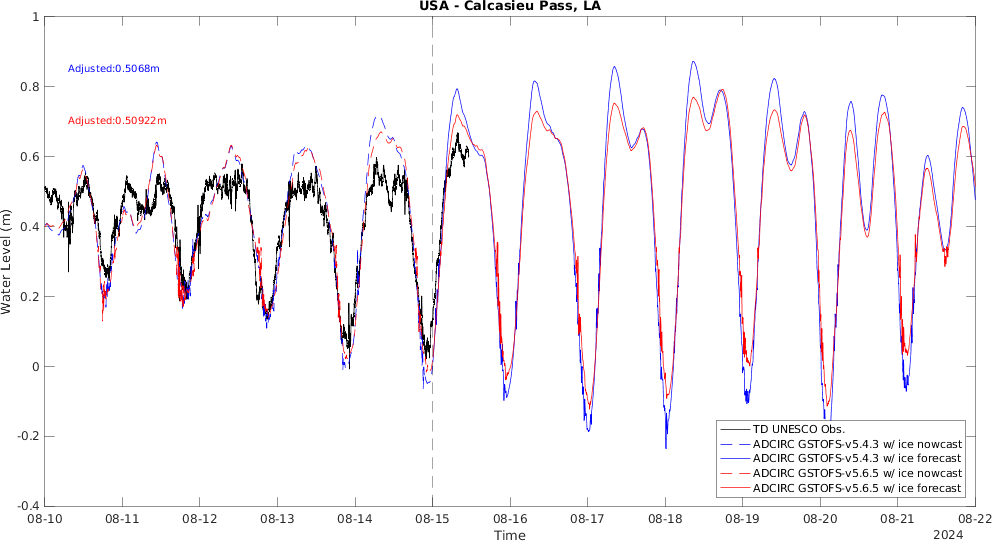 USA - Calcasieu Pass, LA
1
0.8
0.6
0.4
0.2
0
-0.2
-0.4
Water Level (m)
Adjusted:0.5068m
Adjusted:0.50922m
TD UNESCO Obs.
ADCIRC GSTOFS-v5.4.3 w/ ice nowcast
ADCIRC GSTOFS-v5.4.3 w/ ice forecast
ADCIRC GSTOFS-v5.6.5 w/ ice nowcast
ADCIRC GSTOFS-v5.6.5 w/ ice forecast
08-10 08-11 08-12 08-13 08-14 08-15 08-16 08-17 08-18 08-19 08-20 08-21 08-22
Time
2024